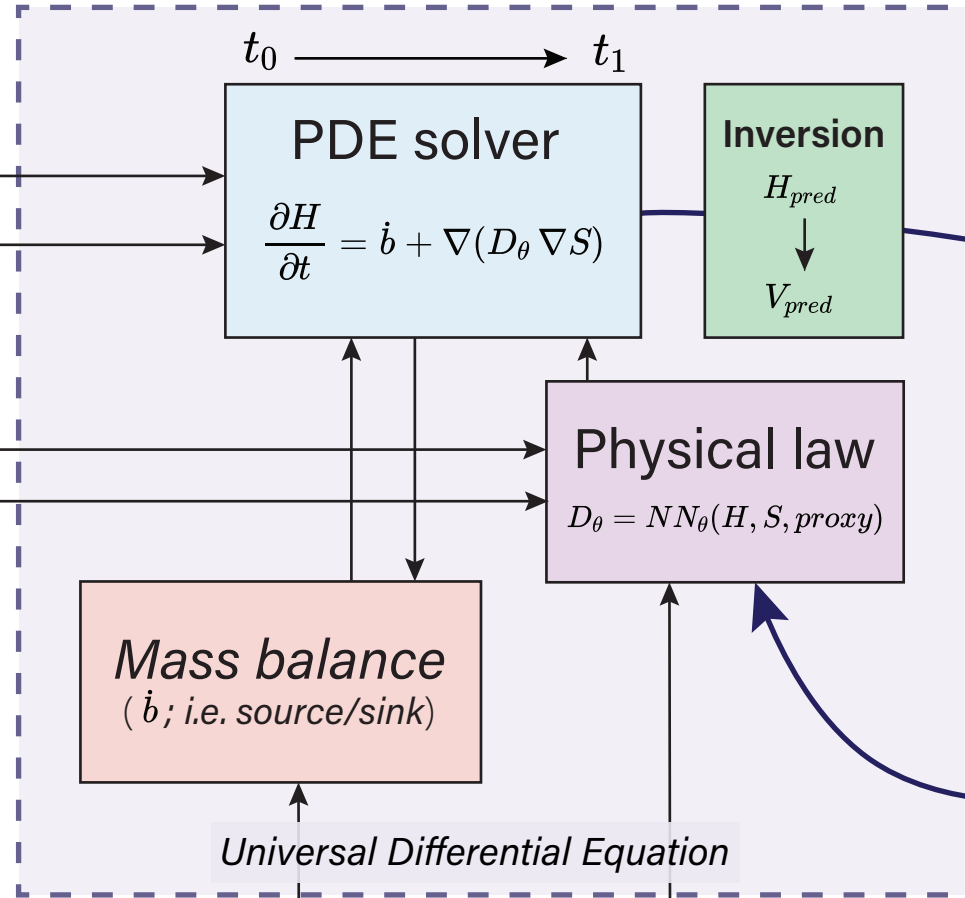 t₀ → t₁
PDE solver
∂H/∂t = ḃ + ∇(D_θ ∇S)
Inversion
H_pred
↓
V_pred
Physical law
D_θ = NN_θ(H, S, proxy)
Mass balance
( ḃ ; i.e. source/sink)
Universal Differential Equation